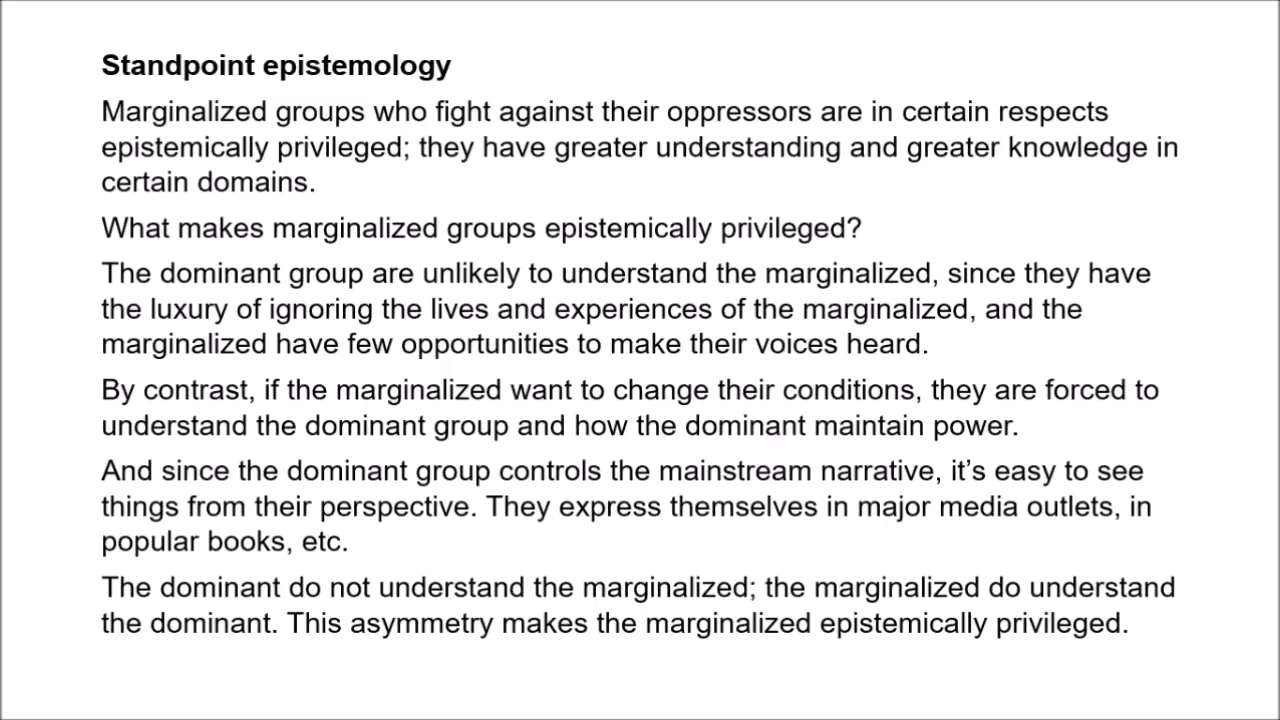 Standpoint epistemology
Marginalized groups who fight against their oppressors are in certain respects
epistemically privileged; they have greater understanding and greater knowledge in
certain domains.
What makes marginalized groups epistemically privileged?
The dominant group are unlikely to understand the marginalized, since they have
the luxury of ignoring the lives and experiences of the marginalized, and the
marginalized have few opportunities to make their voices heard.
By contrast, if the marginalized want to change their conditions, they are forced to
understand the dominant group and how the dominant maintain power.
And since the dominant group controls the mainstream narrative, it’s easy to see
things from their perspective. They express themselves in major media outlets, in
popular books, etc.
The dominant do not understand the marginalized; the marginalized do understand
the dominant. This asymmetry makes the marginalized epistemically privileged.